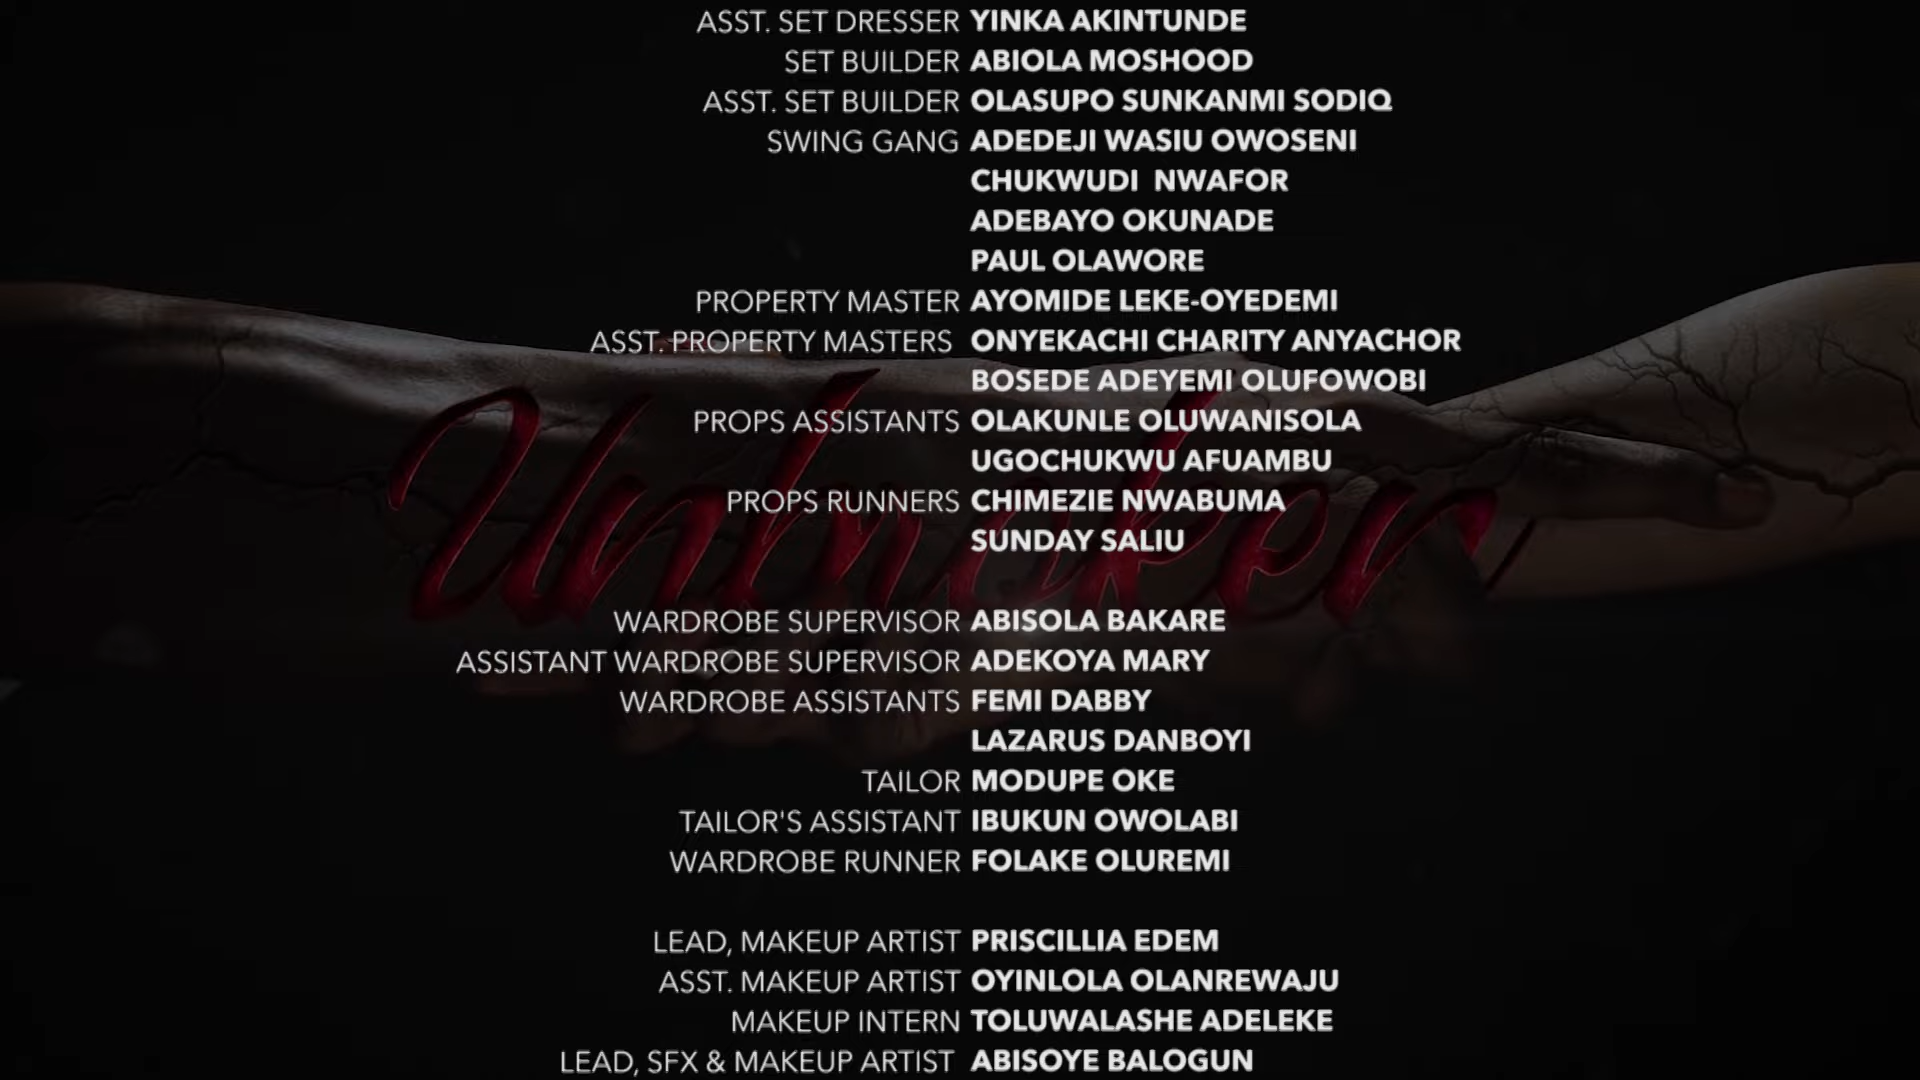 ASST. SET DRESSER YINKA AKINTUNDE
SET BUILDER ABIOLA MOSHOOD
ASST. SET BUILDER OLASUPO SUNKANMI SODIQ
SWING GANG ADEDEJI WASIU OWOSENI
CHUKWUDI NWAFOR
ADEBAYO OKUNADE
PAUL OLAWORE
PROPERTY MASTER AYOMIDE LEKE-OYEDEMI
ASST. PROPERTY MASTERS ONYEKACHI CHARITY ANYACHOR
BOSEDE ADEYEMI OLUFOWOBI
PROPS ASSISTANTS OLAKUNLE OLUWANISOLA
UGOCHUKWU AFUAMBU
Unbroken
PROPS RUNNERS CHIMEZIE NWABUMA
SUNDAY SALIU
WARDROBE SUPERVISOR ABISOLA BAKARE
ASSISTANT WARDROBE SUPERVISOR ADEKOYA MARY
WARDROBE ASSISTANTS FEMI DABBY
LAZARUS DANBOYI
TAILOR MODUPE OKE
TAILOR'S ASSISTANT IBUKUN OWOLABI
WARDROBE RUNNER FOLAKE OLUREMI
LEAD, MAKEUP ARTIST PRISCILLIA EDEM
ASST. MAKEUP ARTIST OYINLOLA OLANREWAJU
MAKEUP INTERN TOLUWALASHE ADELEKE
LEAD, SFX & MAKEUP ARTIST ABISOYE BALOGUN